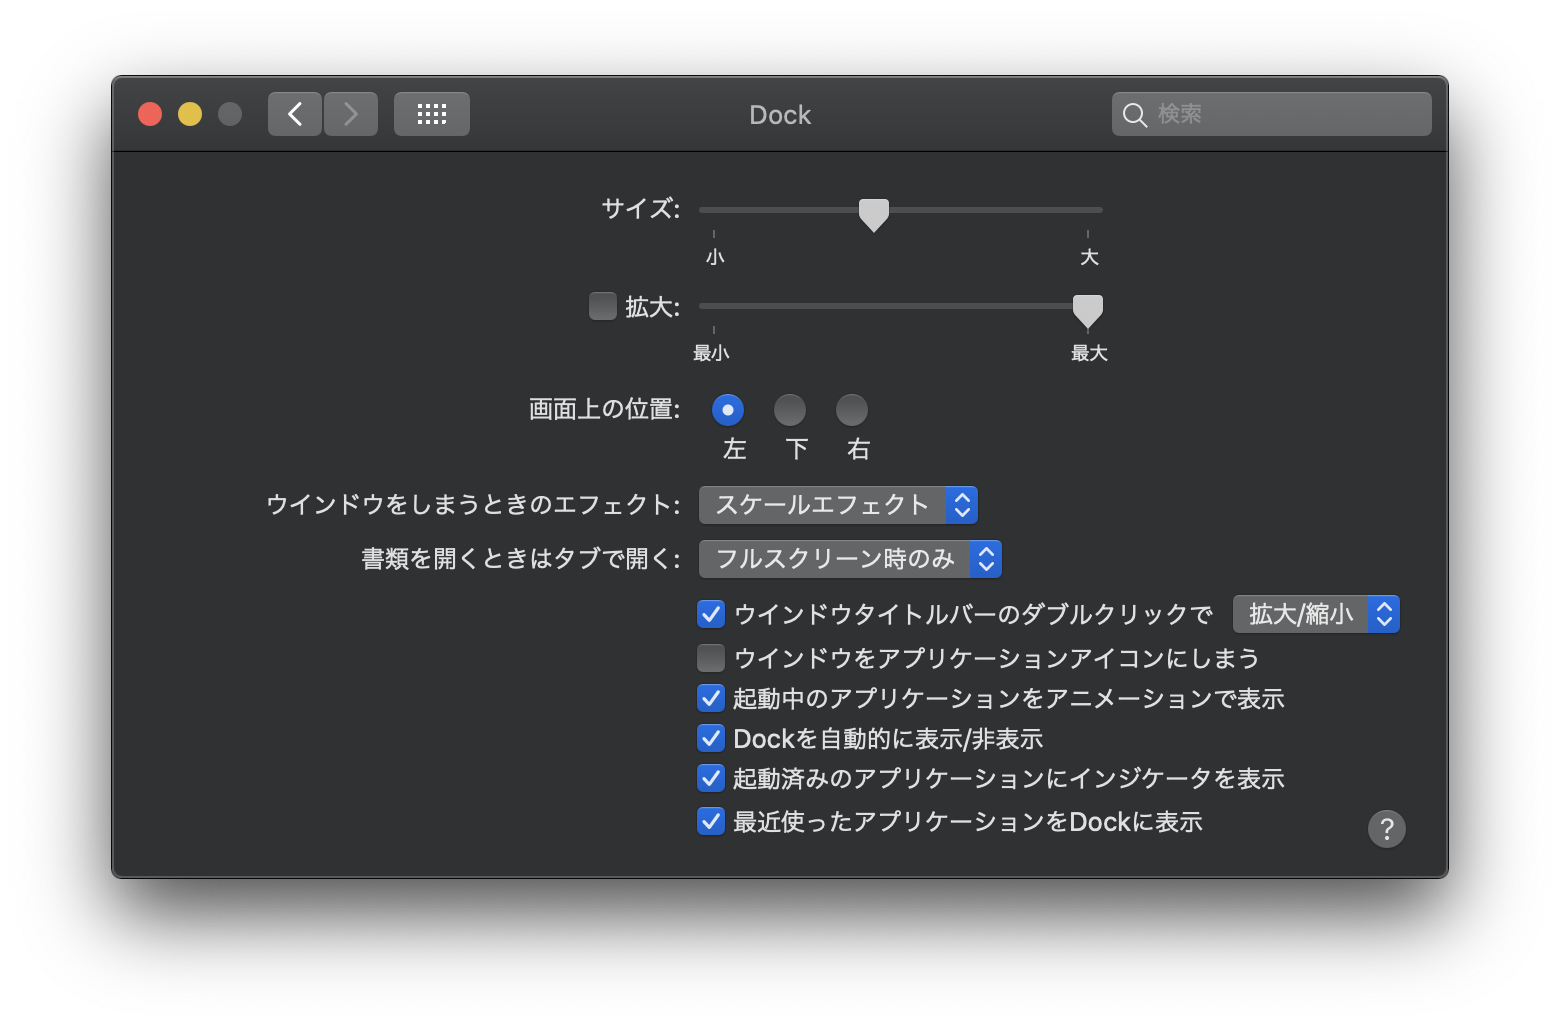 Dock
検索
サイズ:
小 大
拡大:
最小 最大
画面上の位置:
左 下 右
ウインドウをしまうときのエフェクト: スケールエフェクト
書類を開くときはタブで開く: フルスクリーン時のみ
ウインドウタイトルバーのダブルクリックで 拡大/縮小
ウインドウをアプリケーションアイコンにしまう
起動中のアプリケーションをアニメーションで表示
Dockを自動的に表示/非表示
起動済みのアプリケーションにインジケータを表示
最近使ったアプリケーションをDockに表示
?